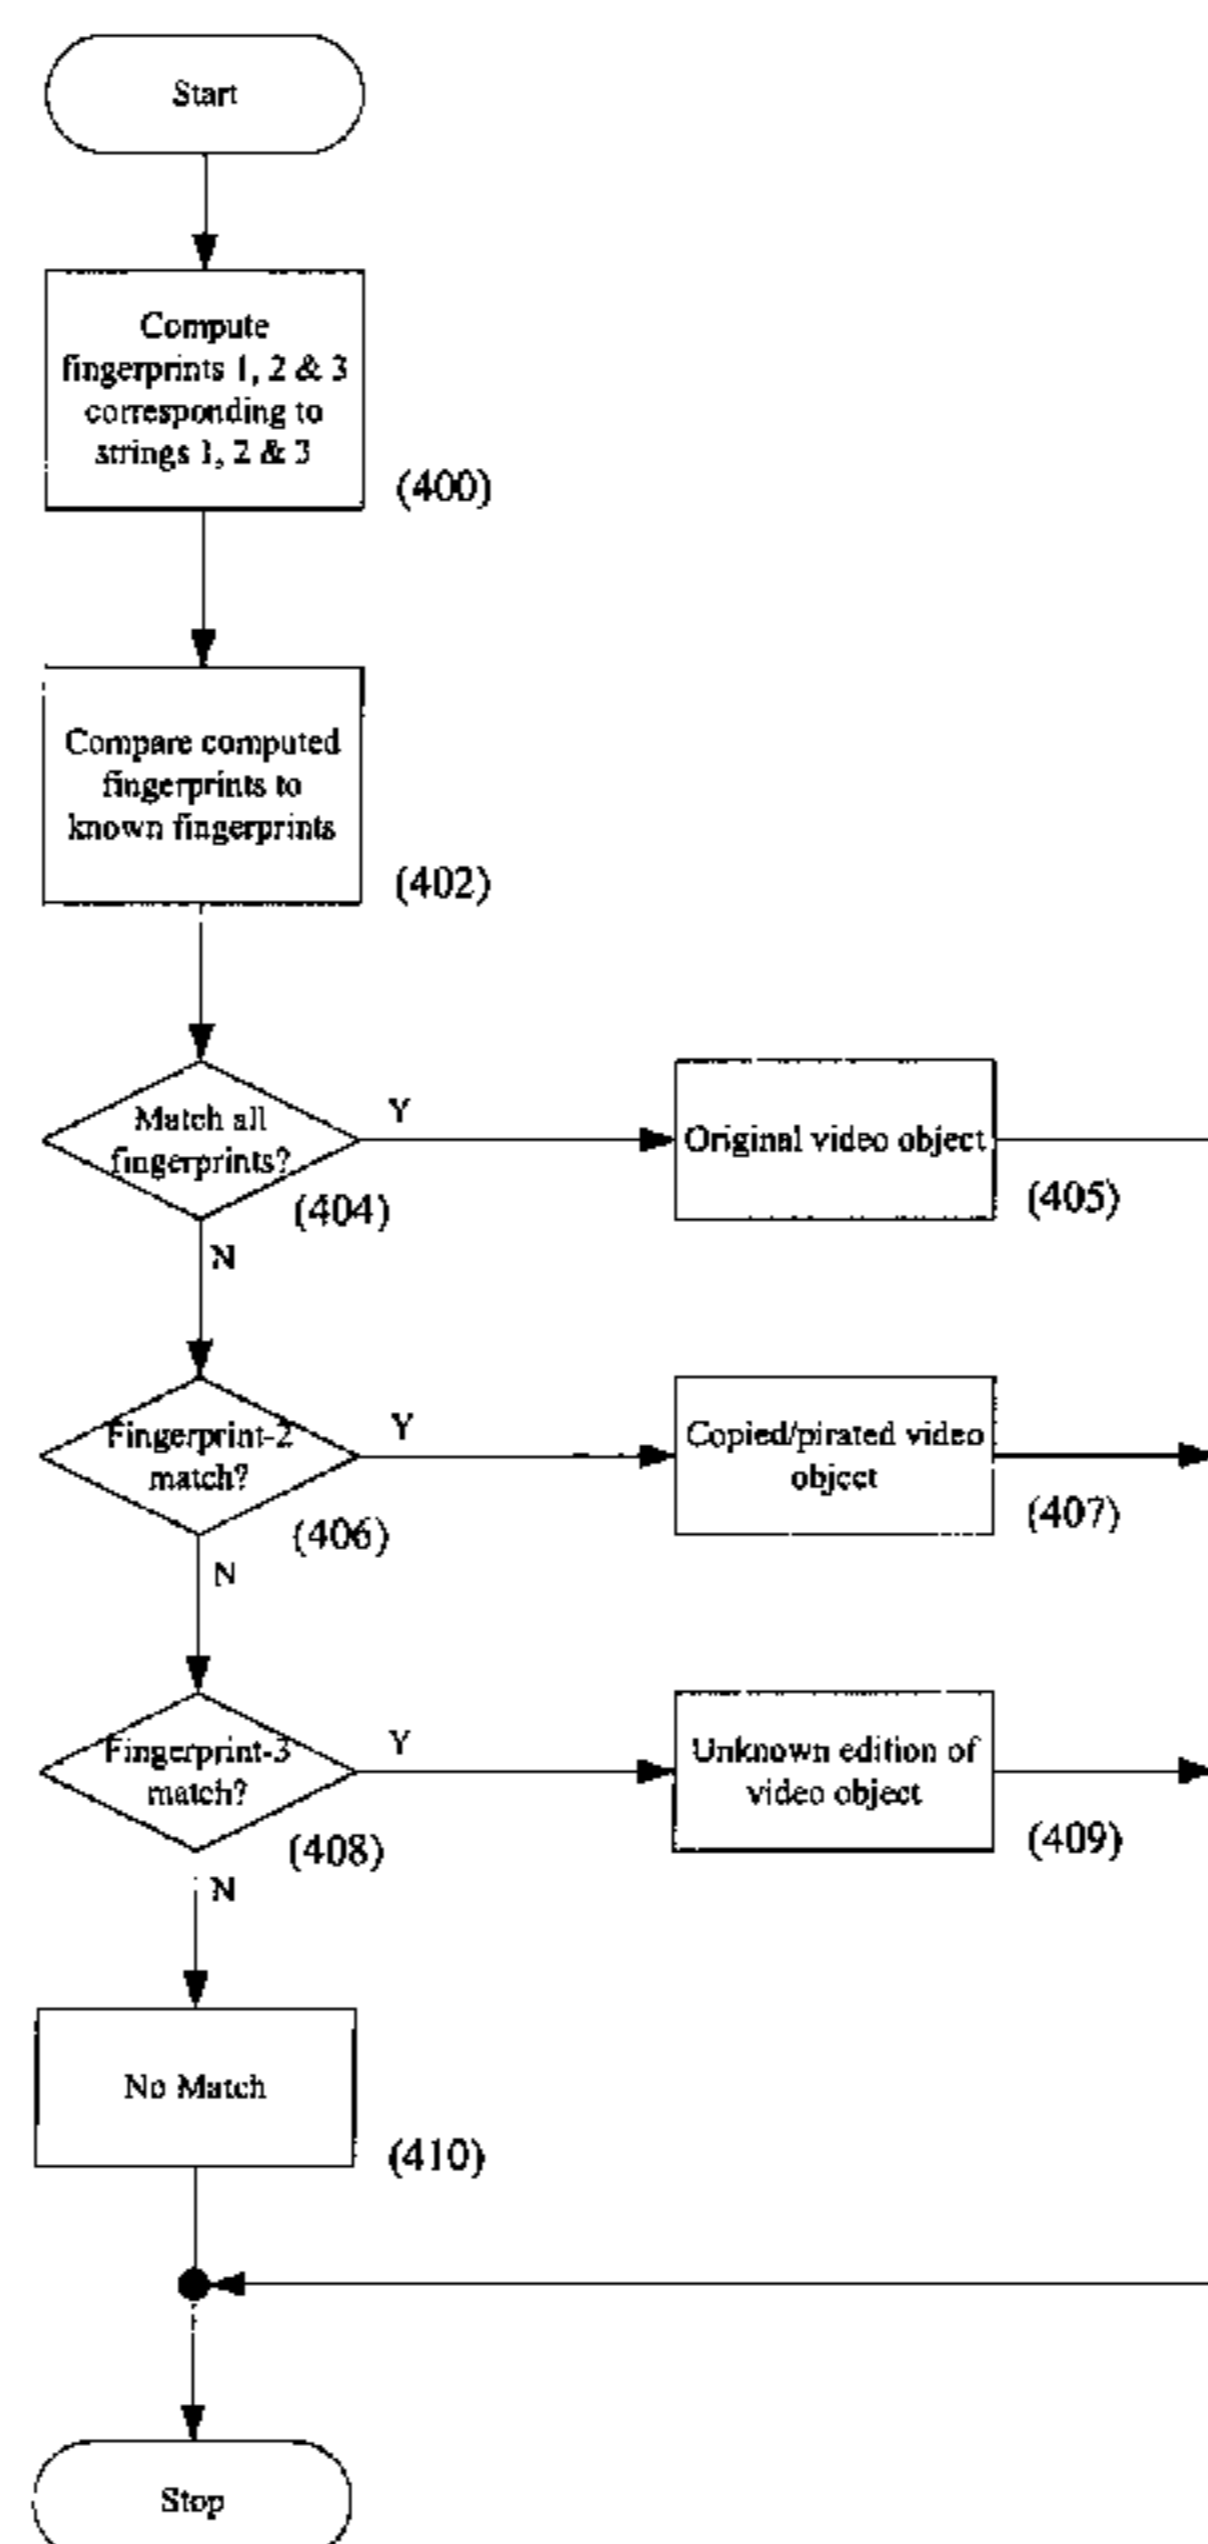 Start
Compute
fingerprints 1, 2 & 3
corresponding to
strings 1, 2 & 3
(400)
Compare computed
fingerprints to
known fingerprints
(402)
Match all
fingerprints?
(404)
Y
Original video object
(405)
N
Fingerprint-2
match?
(406)
Y
Copied/pirated video
object
(407)
N
Fingerprint-3
match?
(408)
Y
Unknown edition of
video object
(409)
N
No Match
(410)
Stop